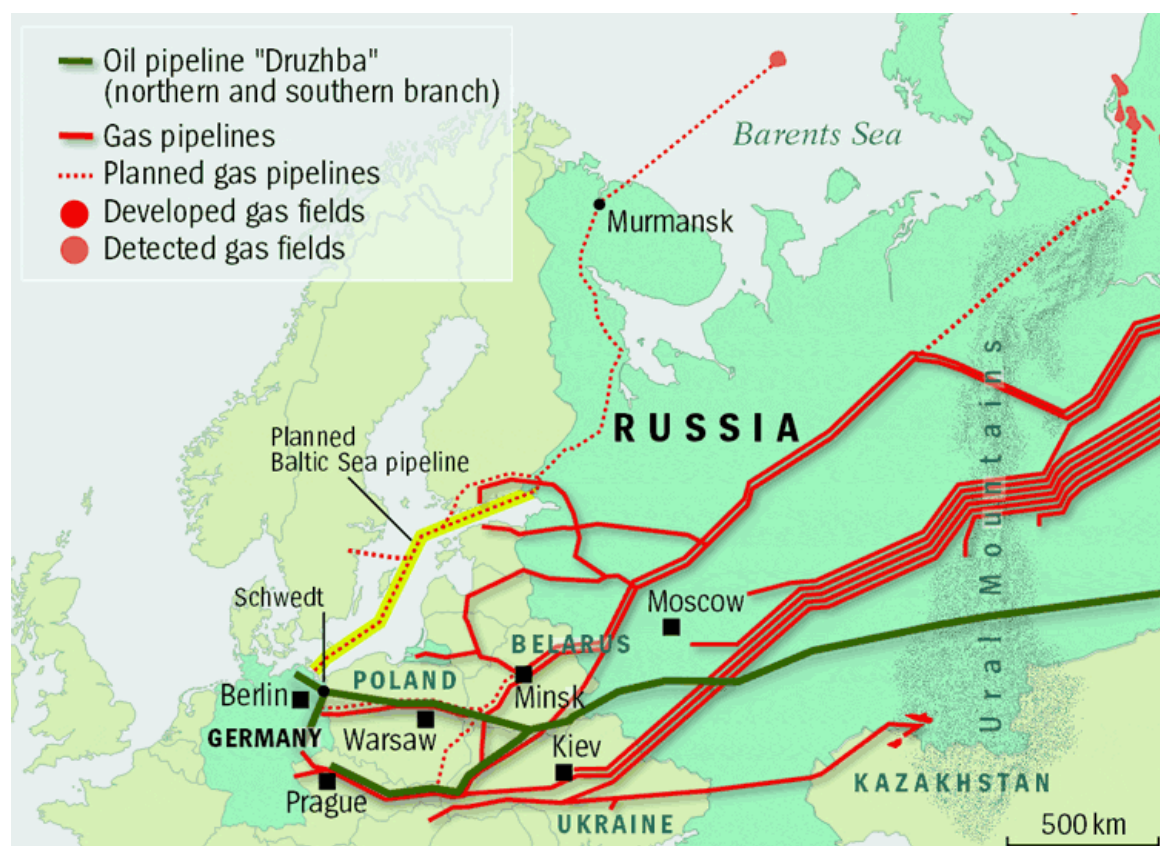 Oil pipeline "Druzhba"
(northern and southern branch)
Gas pipelines
Planned gas pipelines
Developed gas fields
Detected gas fields
Barents Sea
Murmansk
RUSSIA
Ural Mountains
Planned
Baltic Sea pipeline
Schwedt
Moscow
BELARUS
POLAND
Berlin
Minsk
GERMANY
Warsaw
Kiev
Prague
KAZAKHSTAN
UKRAINE
500 km